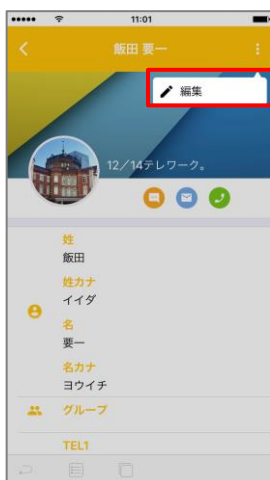 11:01
飯田 要一
編集
12／14テレワーク。
姓
飯田
姓カナ
イイダ
名
要一
名カナ
ヨウイチ
グループ
TEL1